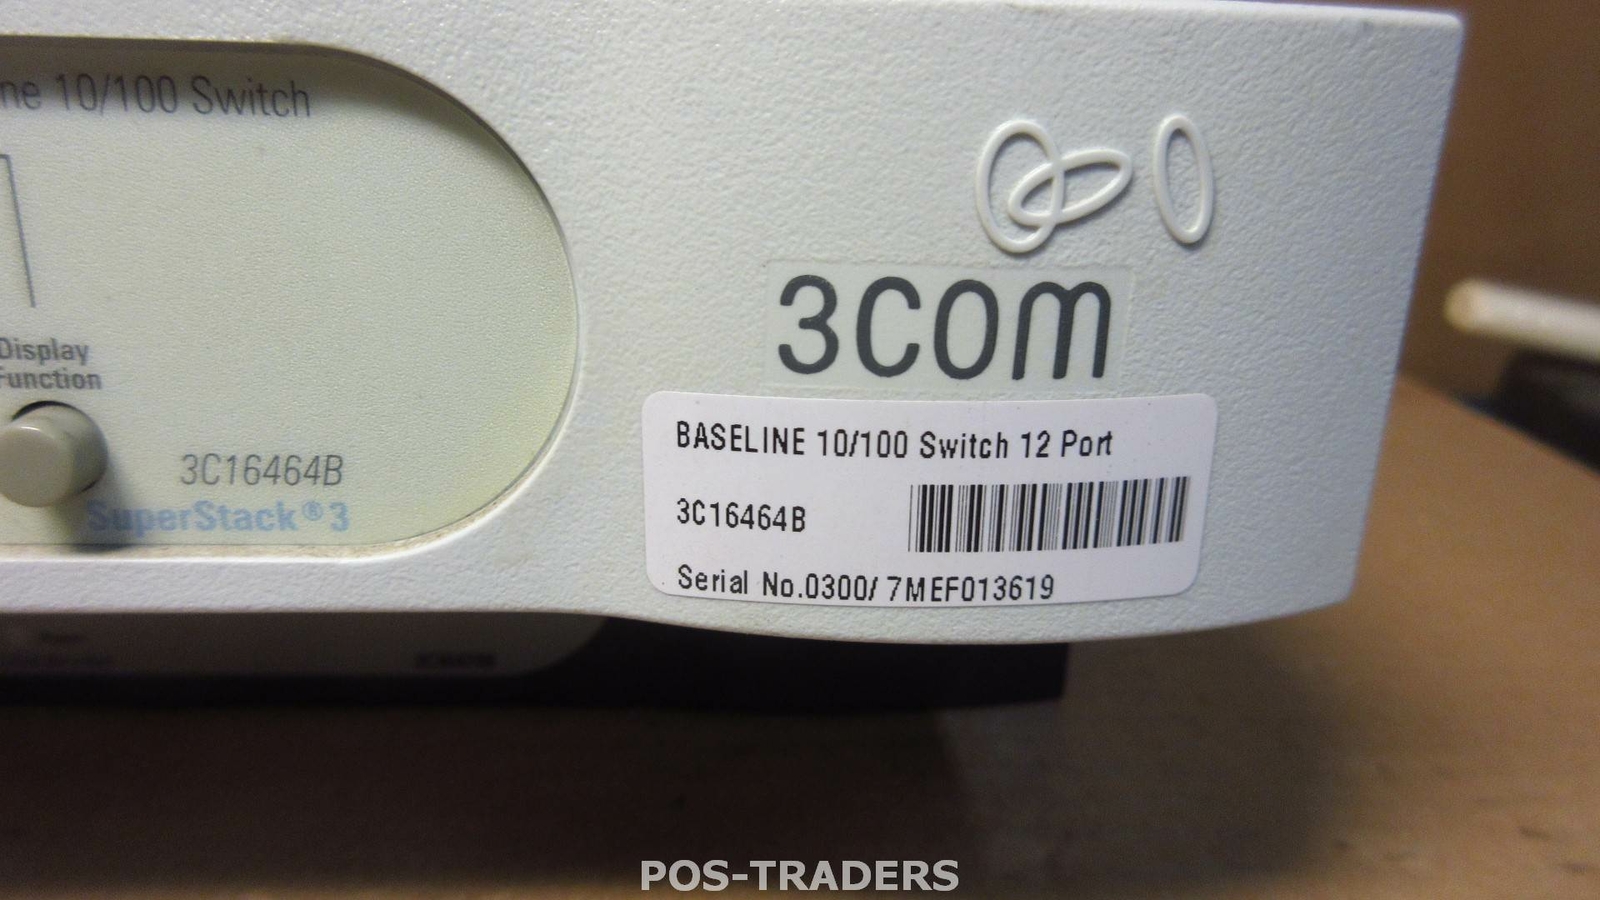 ne 10/100 Switch
Display
Function
3C16464B
SuperStack® 3
3COM
BASELINE 10/100 Switch 12 Port
3C16464B
Serial No.0300/ 7MEF013619
POS-TRADERS